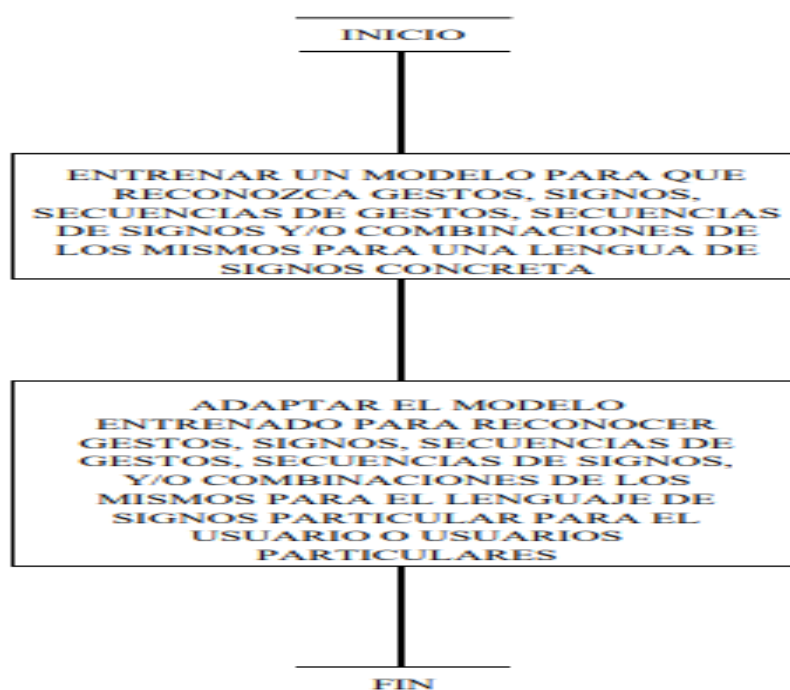 INICIO
ENTRENAR UN MODELO PARA QUE
RECONOZCA GESTOS, SIGNOS,
SECUENCIAS DE GESTOS, SECUENCIAS
DE SIGNOS Y/O COMBINACIONES DE
LOS MISMOS PARA UNA LENGUA DE
SIGNOS CONCRETA
ADAPTAR EL MODELO
ENTRENADO PARA RECONOCER
GESTOS, SIGNOS, SECUENCIAS DE
GESTOS, SECUENCIAS DE SIGNOS,
Y/O COMBINACIONES DE LOS
MISMOS PARA EL LENGUAJE DE
SIGNOS PARTICULAR PARA EL
USUARIO O USUARIOS
PARTICULARES
FIN